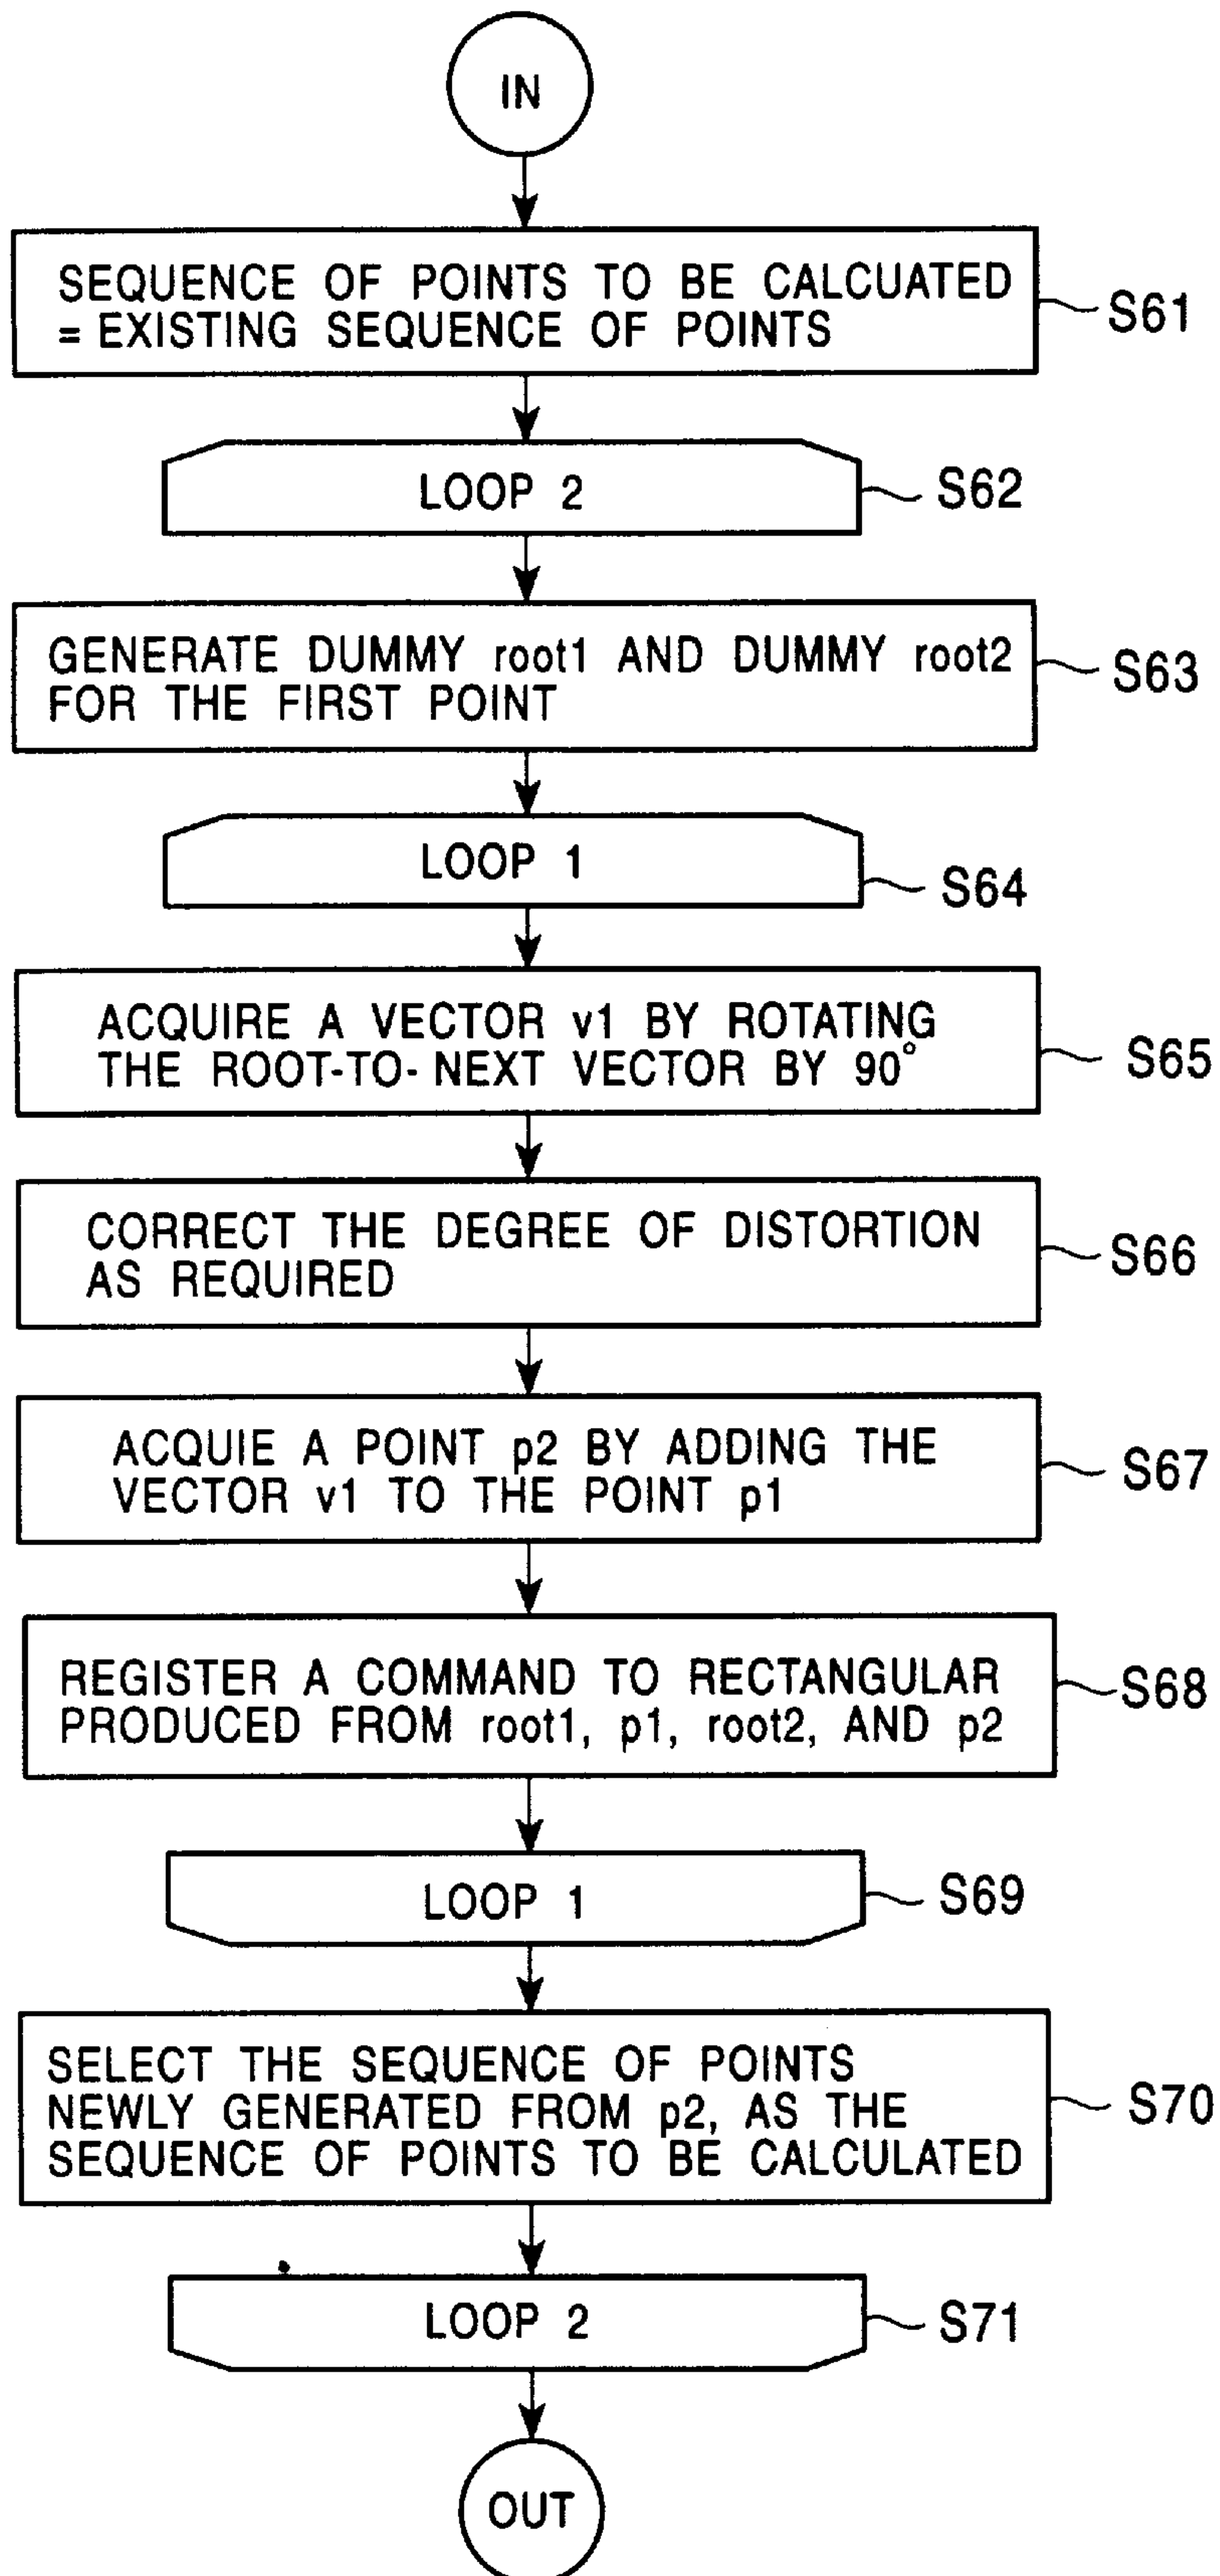 IN
SEQUENCE OF POINTS TO BE CALCUATED
= EXISTING SEQUENCE OF POINTS
S61
LOOP 2
S62
GENERATE DUMMY root1 AND DUMMY root2
FOR THE FIRST POINT
S63
LOOP 1
S64
ACQUIRE A VECTOR v1 BY ROTATING
THE ROOT-TO- NEXT VECTOR BY 90°
S65
CORRECT THE DEGREE OF DISTORTION
AS REQUIRED
S66
ACQUIE A POINT p2 BY ADDING THE
VECTOR v1 TO THE POINT p1
S67
REGISTER A COMMAND TO RECTANGULAR
PRODUCED FROM root1, p1, root2, AND p2
S68
LOOP 1
S69
SELECT THE SEQUENCE OF POINTS
NEWLY GENERATED FROM p2, AS THE
SEQUENCE OF POINTS TO BE CALCULATED
S70
LOOP 2
S71
OUT